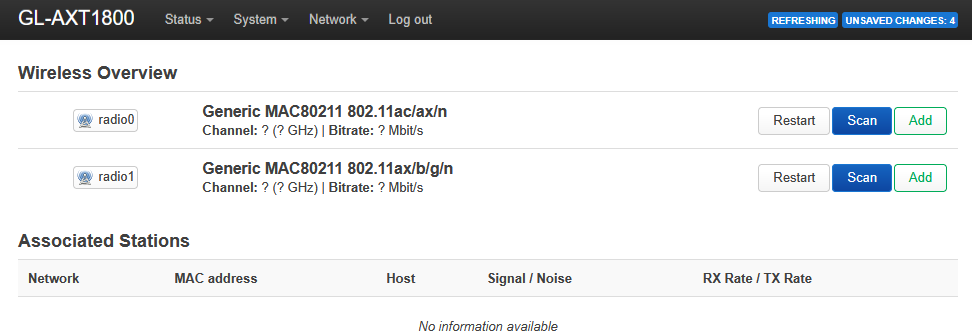 GL-AXT1800 Status System Network Log out REFRESHING UNSAVED CHANGES: 4
Wireless Overview
radio0 Generic MAC80211 802.11ac/ax/n
Channel: ? (? GHz) | Bitrate: ? Mbit/s
Restart Scan Add
radio1 Generic MAC80211 802.11ax/b/g/n
Channel: ? (? GHz) | Bitrate: ? Mbit/s
Restart Scan Add
Associated Stations
Network MAC address Host Signal / Noise RX Rate / TX Rate
No information available